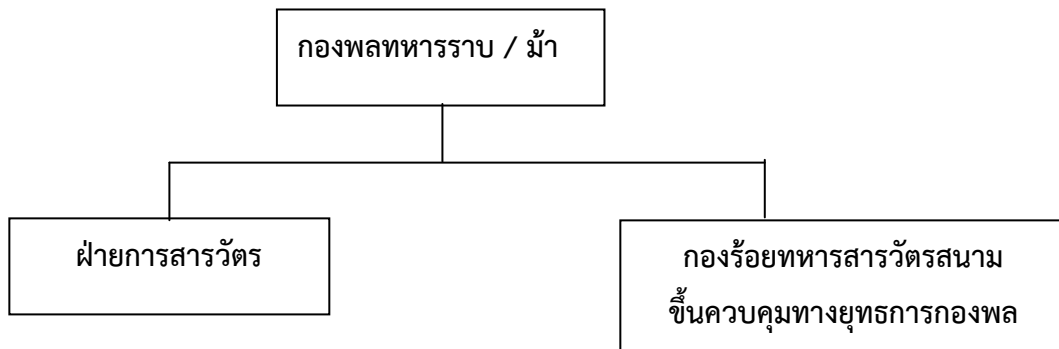 กองพลทหารราบ / ม้า
ฝ่ายการสารวัตร
กองร้อยทหารสารวัตรสนาม
ขึ้นควบคุมทางยุทธการกองพล